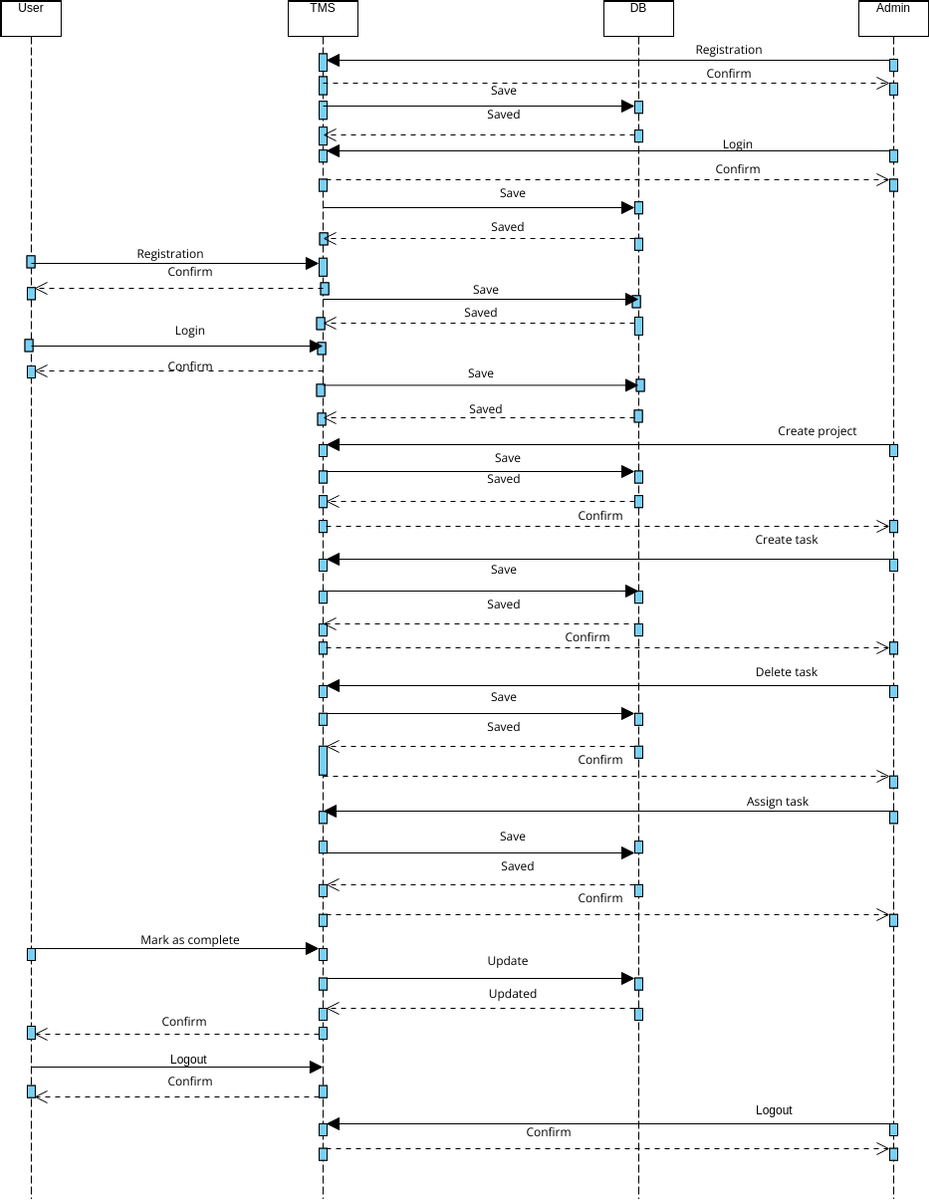 User
TMS
DB
Admin
Registration
Confirm
Save
Saved
Login
Confirm
Save
Saved
Registration
Confirm
Save
Saved
Login
Confirm
Save
Saved
Create project
Save
Saved
Confirm
Create task
Save
Saved
Confirm
Delete task
Save
Saved
Confirm
Assign task
Save
Saved
Confirm
Mark as complete
Update
Updated
Confirm
Logout
Confirm
Logout
Confirm